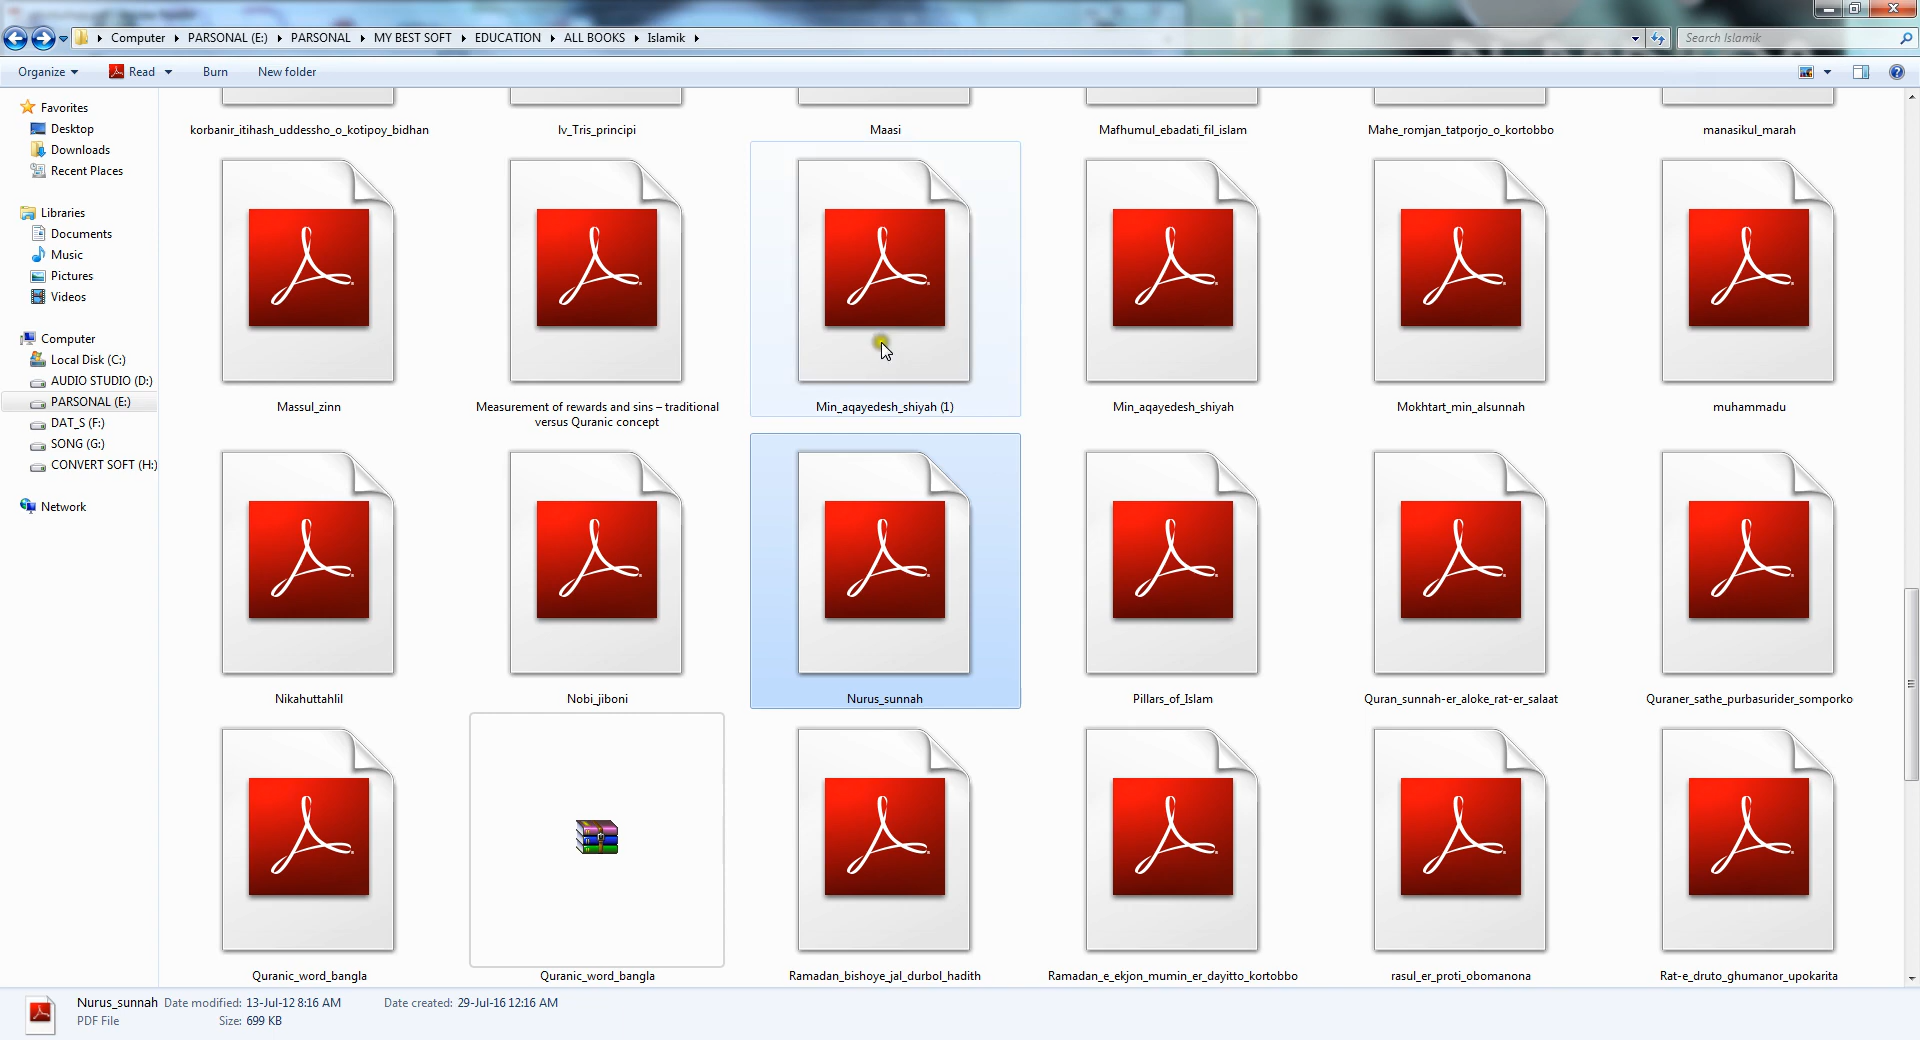 Computer PARSONAL (E:) PARSONAL MY BEST SOFT EDUCATION ALL BOOKS Islamik
Search Islamik
Organize Read Burn New folder
Favorites
Desktop
Downloads
Recent Places
Libraries
Documents
Music
Pictures
Videos
Computer
Local Disk (C:)
AUDIO STUDIO (D:)
PARSONAL (E:)
DAT_S (F:)
SONG (G:)
CONVERT SOFT (H:)
Network
korbanir_itihash_uddessho_o_kotipoy_bidhan
Iv_Tris_principi
Maasi
Mafhumul_ebadati_fil_islam
Mahe_romjan_tatporjo_o_kortobbo
manasikul_marah
Massul_zinn
Measurement of rewards and sins – traditional
versus Quranic concept
Min_aqayedesh_shiyah (1)
Min_aqayedesh_shiyah
Mokhtart_min_alsunnah
muhammadu
Nikahuttahlil
Nobi_jiboni
Nurus_sunnah
Pillars_of_Islam
Quran_sunnah-er_aloke_rat-er_salaat
Quraner_sathe_purbasurider_somporko
Quranic_word_bangla
Quranic_word_bangla
Ramadan_bishoye_jal_durbol_hadith
Ramadan_e_ekjon_mumin_er_dayitto_kortobbo
rasul_er_proti_obomanona
Rat-e_druto_ghumanor_upokarita
Nurus_sunnah Date modified: 13-Jul-12 8:16 AM Date created: 29-Jul-16 12:16 AM
PDF File Size: 699 KB